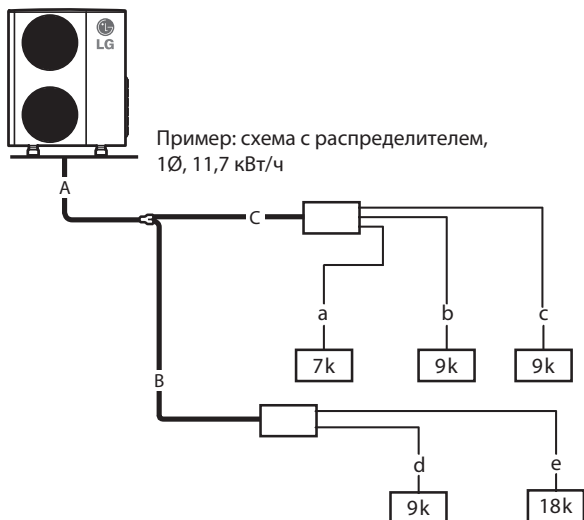 LG
Пример: схема с распределителем,
1Ø, 11,7 кВт/ч
A
C
a
b
c
7k
9k
9k
B
d
e
9k
18k